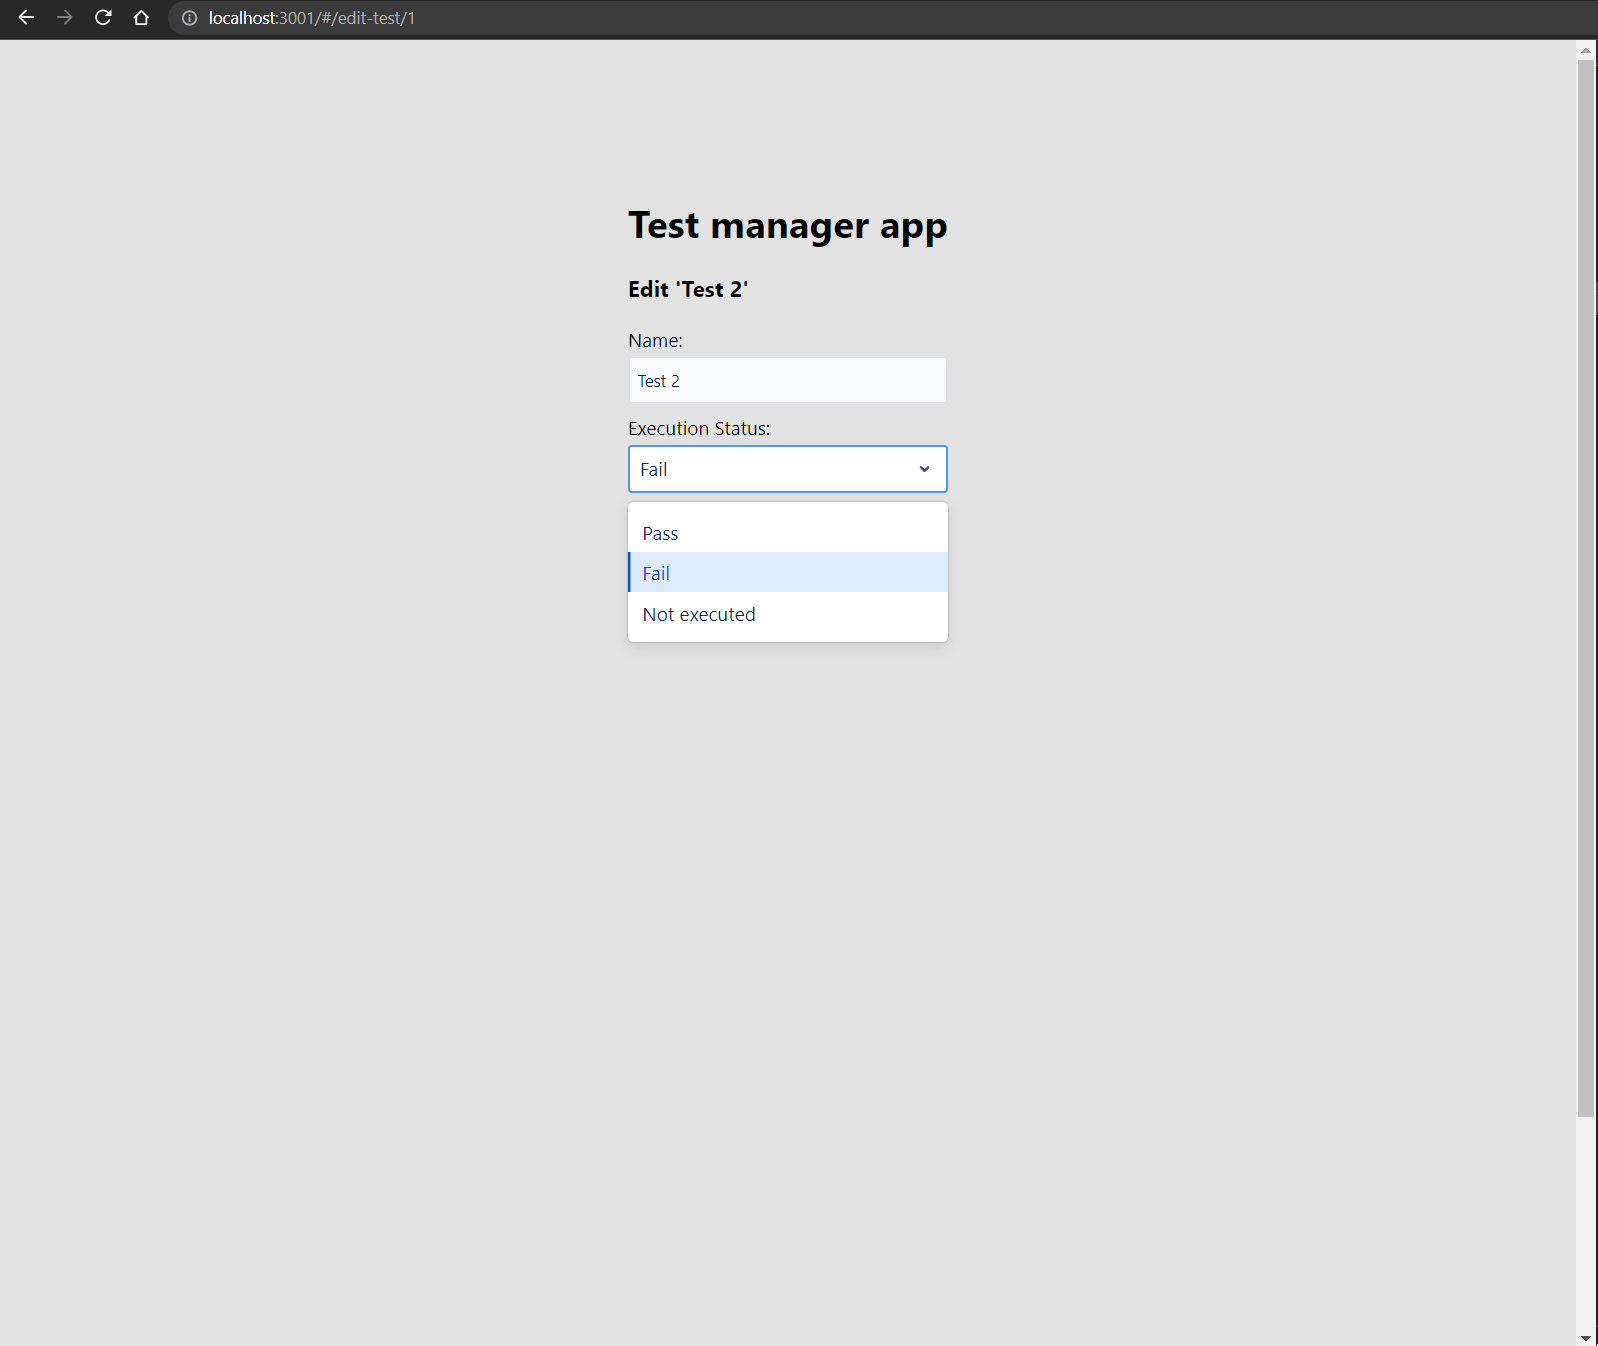 localhost:3001/#/edit-test/1
Test manager app
Edit 'Test 2'
Name:
Test 2
Execution Status:
Fail
Pass
Fail
Not executed